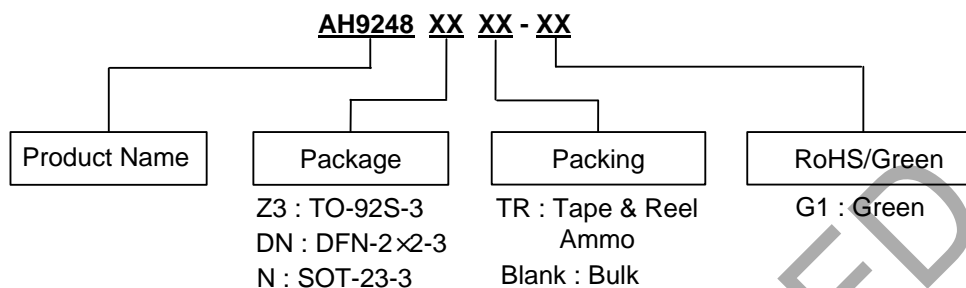 AH9248 XX XX - XX
Product Name
Package
Packing
RoHS/Green
Z3 : TO-92S-3
DN : DFN-2×2-3
N : SOT-23-3
TR : Tape & Reel
Ammo
Blank : Bulk
G1 : Green
ED